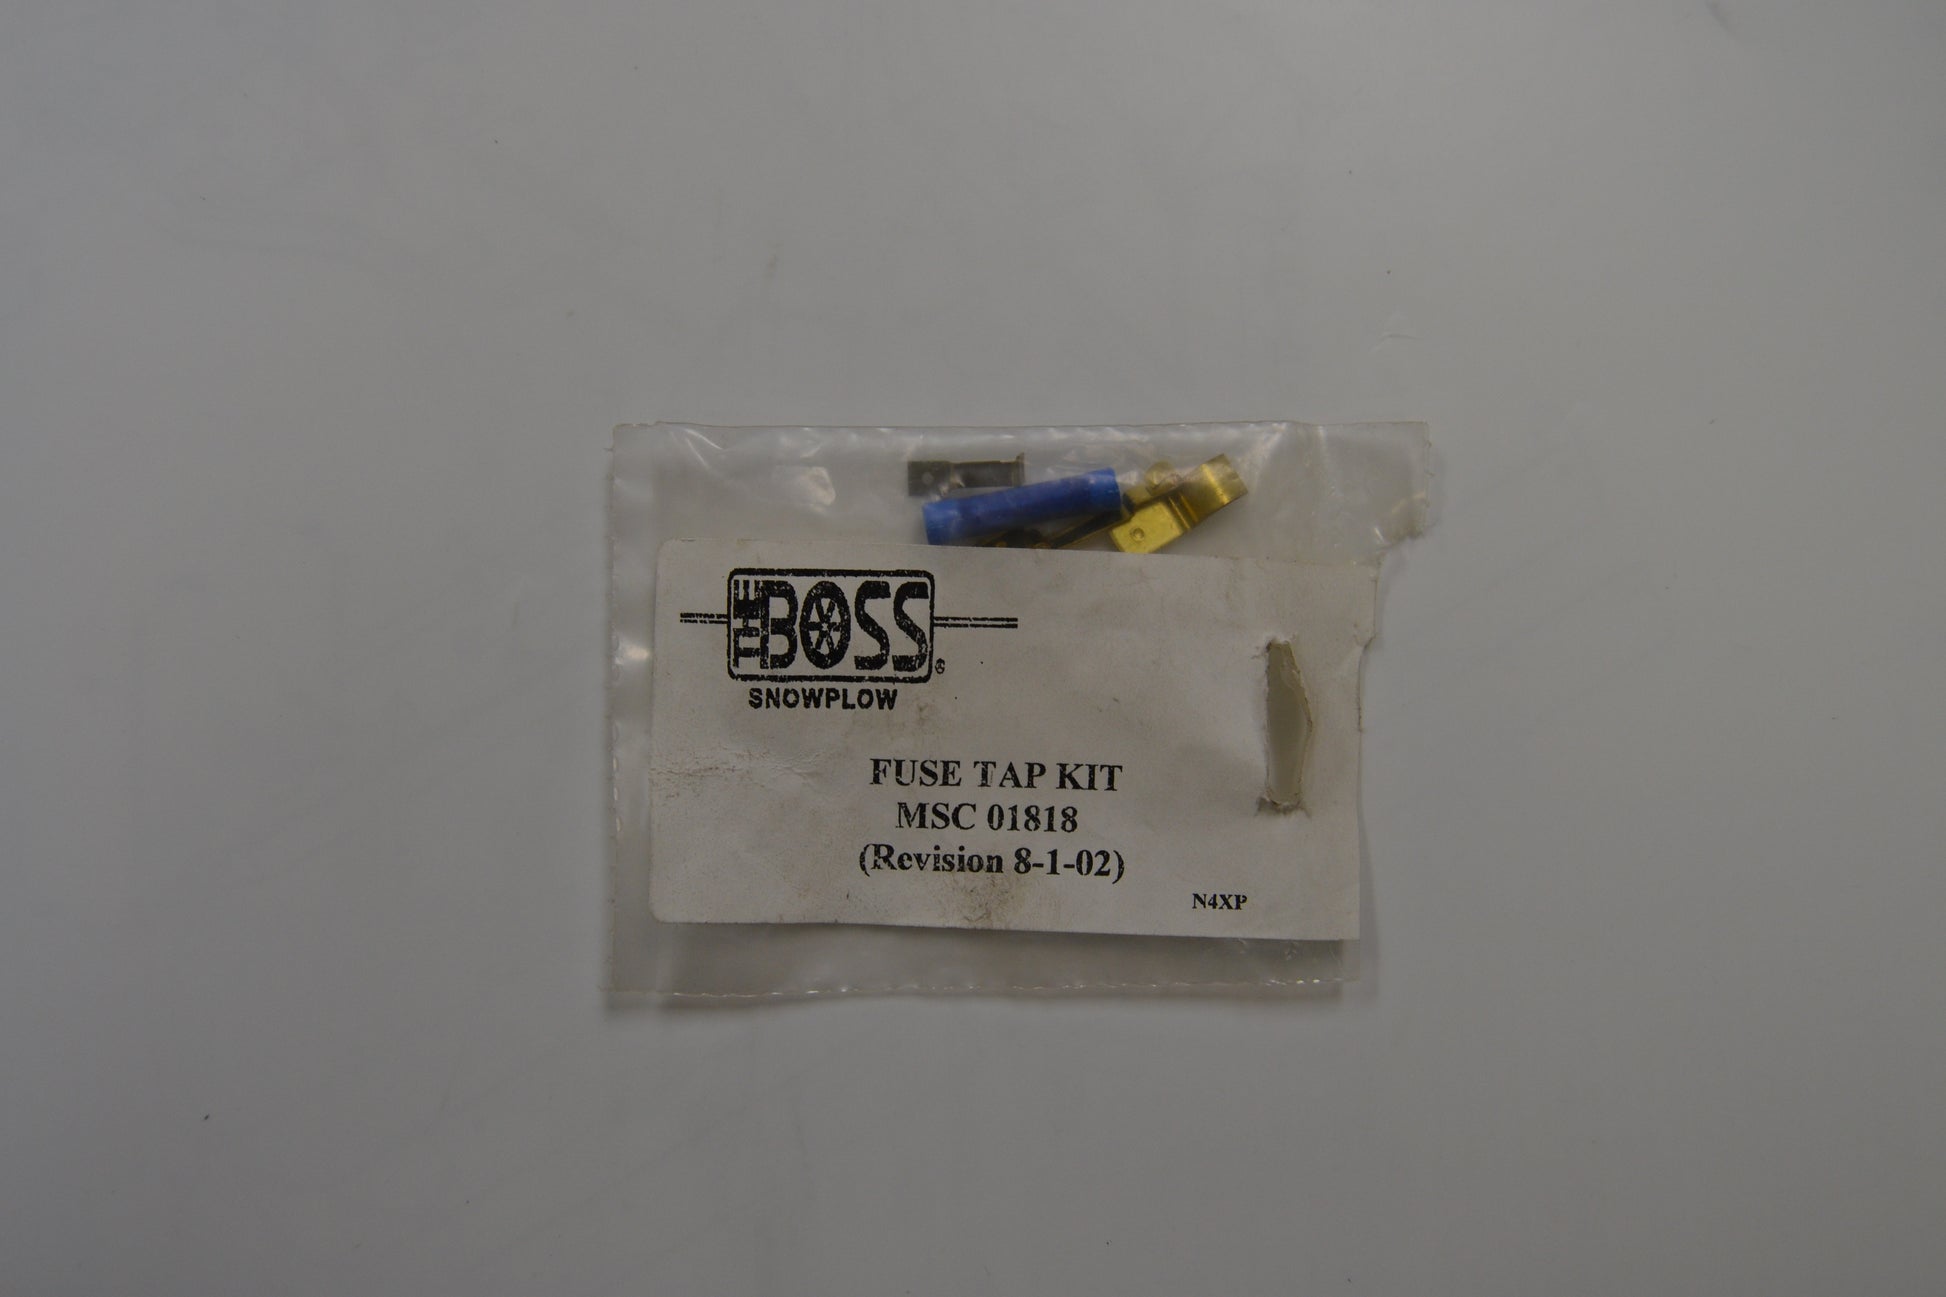 THE BOSS®
SNOWPLOW
FUSE TAP KIT
MSC 01818
(Revision 8-1-02)
N4XP